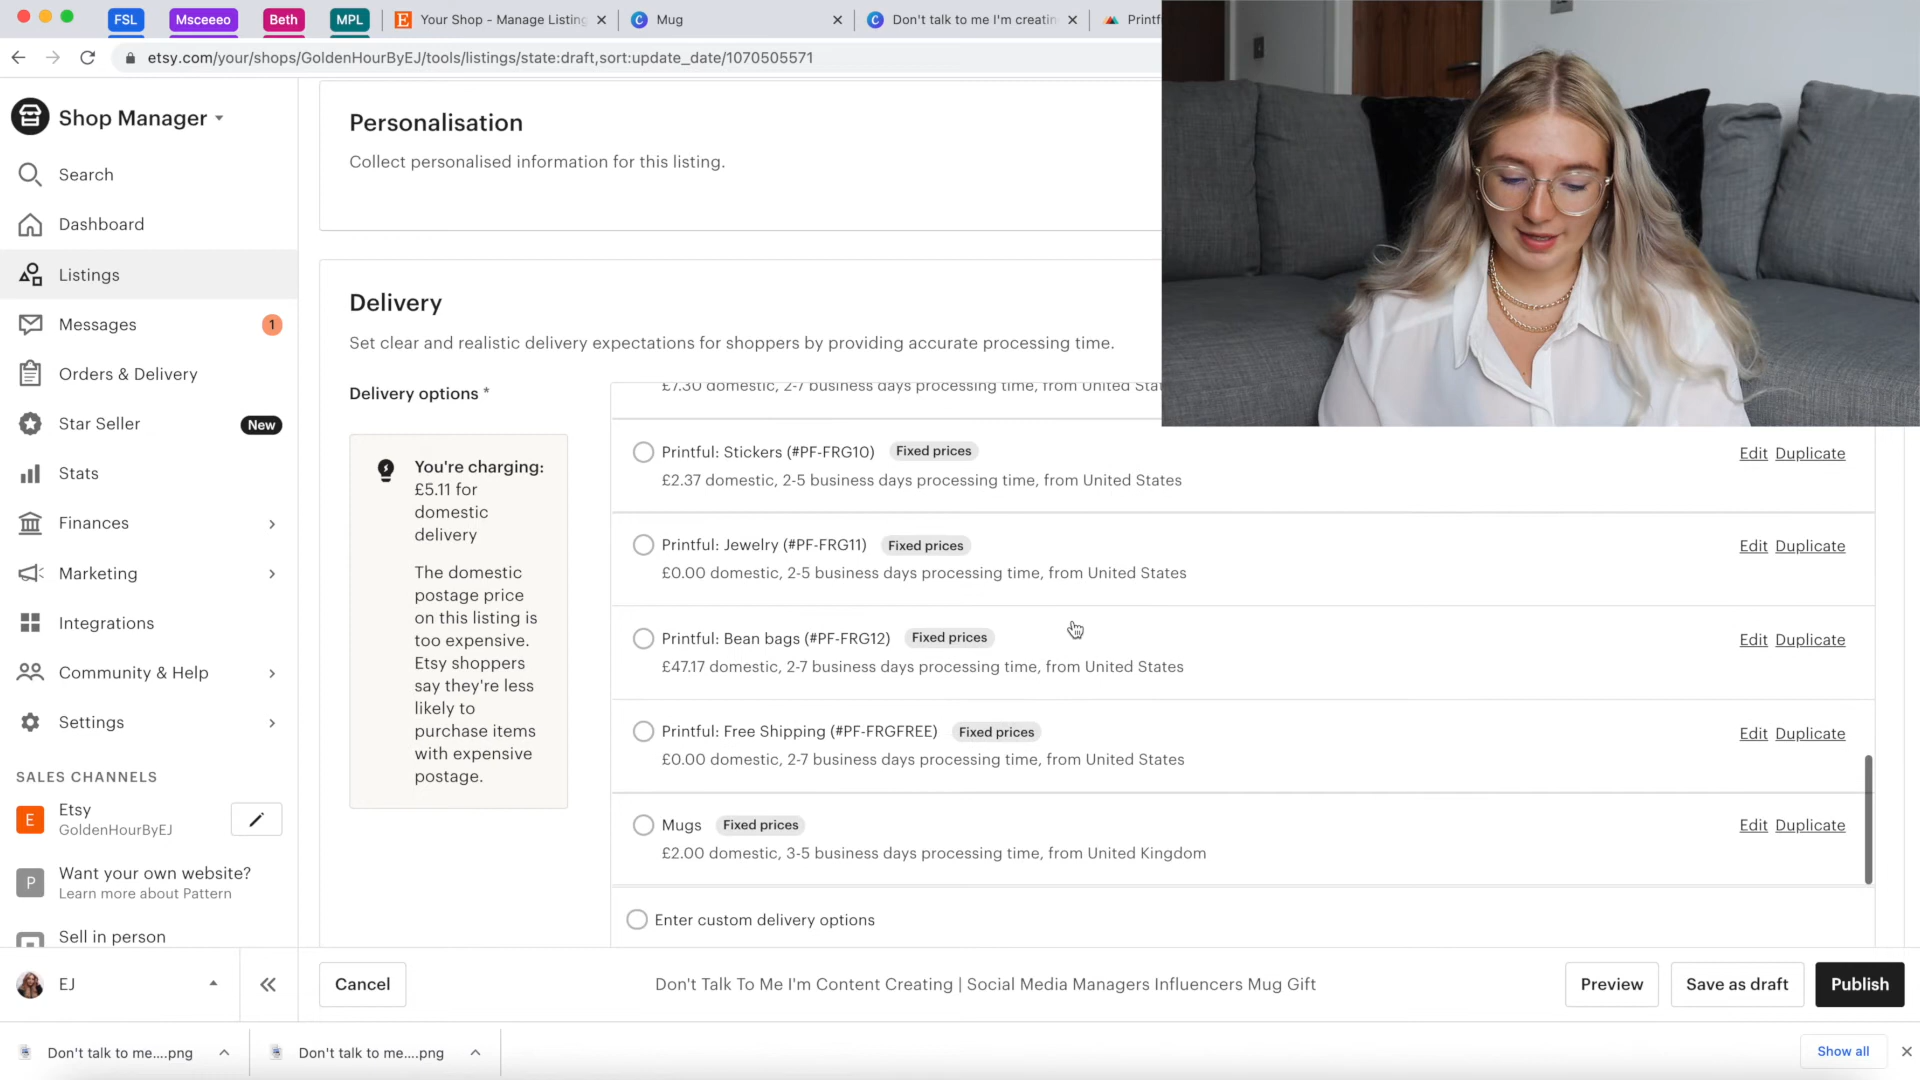 FSL
Msceeeo
Beth
MPL
Your Shop - Manage Listing
Mug
Don't talk to me I'm creatin
Printf
etsy.com/your/shops/GoldenHourByEJ/tools/listings/state:draft,sort:update_date/1070505571
Shop Manager
Search
Dashboard
Listings
Messages
1
Orders & Delivery
Star Seller
New
Stats
Finances
Marketing
Integrations
Community & Help
Settings
SALES CHANNELS
E
Etsy
GoldenHourByEJ
P
Want your own website?
Learn more about Pattern
Sell in person
EJ
Personalisation
Collect personalised information for this listing.
Delivery
Set clear and realistic delivery expectations for shoppers by providing accurate processing time.
Delivery options *
You're charging:
£5.11 for
domestic
delivery
The domestic
postage price
on this listing is
too expensive.
Etsy shoppers
say they're less
likely to
purchase items
with expensive
postage.
£7.30 domestic, 2-7 business days processing time, from United Stat
Printful: Stickers (#PF-FRG10) Fixed prices
Edit Duplicate
£2.37 domestic, 2-5 business days processing time, from United States
Printful: Jewelry (#PF-FRG11) Fixed prices
Edit Duplicate
£0.00 domestic, 2-5 business days processing time, from United States
Printful: Bean bags (#PF-FRG12) Fixed prices
Edit Duplicate
£47.17 domestic, 2-7 business days processing time, from United States
Printful: Free Shipping (#PF-FRGFREE) Fixed prices
Edit Duplicate
£0.00 domestic, 2-7 business days processing time, from United States
Mugs Fixed prices
Edit Duplicate
£2.00 domestic, 3-5 business days processing time, from United Kingdom
Enter custom delivery options
Cancel
Don't Talk To Me I'm Content Creating | Social Media Managers Influencers Mug Gift
Preview
Save as draft
Publish
Don't talk to me....png
Don't talk to me....png
Show all